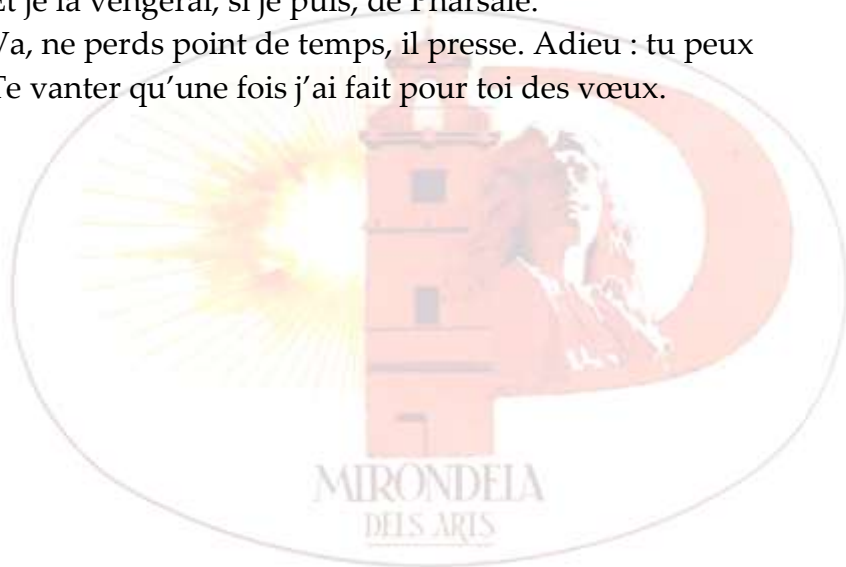 Et je la vengerai, si je puis, de Pharsale.
Va, ne perds point de temps, il presse. Adieu : tu peux
Te vanter qu’une fois j’ai fait pour toi des vœux.
MIRONDELA
DELS ARTS